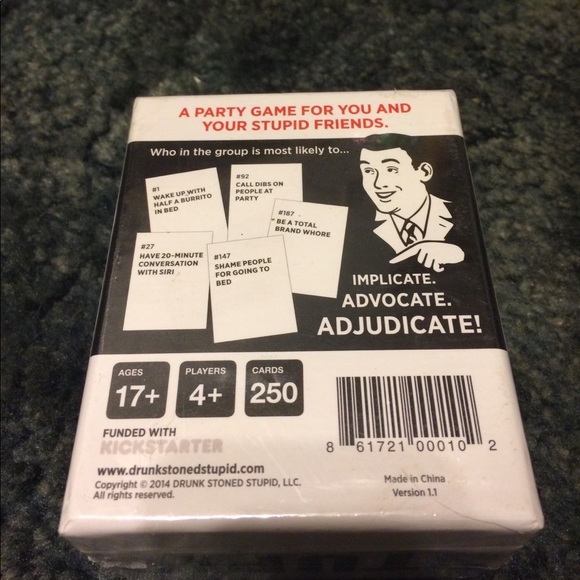 A PARTY GAME FOR YOU AND
YOUR STUPID FRIENDS.
Who in the group is most likely to...
#1
WAKE UP WITH
HALF A BURRITO
IN BED
#92
CALL DIBS ON
PEOPLE AT
PARTY
#187
BE A TOTAL
BRAND WHORE
#27
HAVE 20-MINUTE
CONVERSATION
WITH SIRI
#147
SHAME PEOPLE
FOR GOING TO
BED
IMPLICATE.
ADVOCATE.
ADJUDICATE!
AGES
17+
PLAYERS
4+
CARDS
250
FUNDED WITH
KICKSTARTER
www.drunkstonedstupid.com
Copyright © 2014 DRUNK STONED STUPID, LLC.
All rights reserved.
8 61721 00010 2
Made in China
Version 1.1